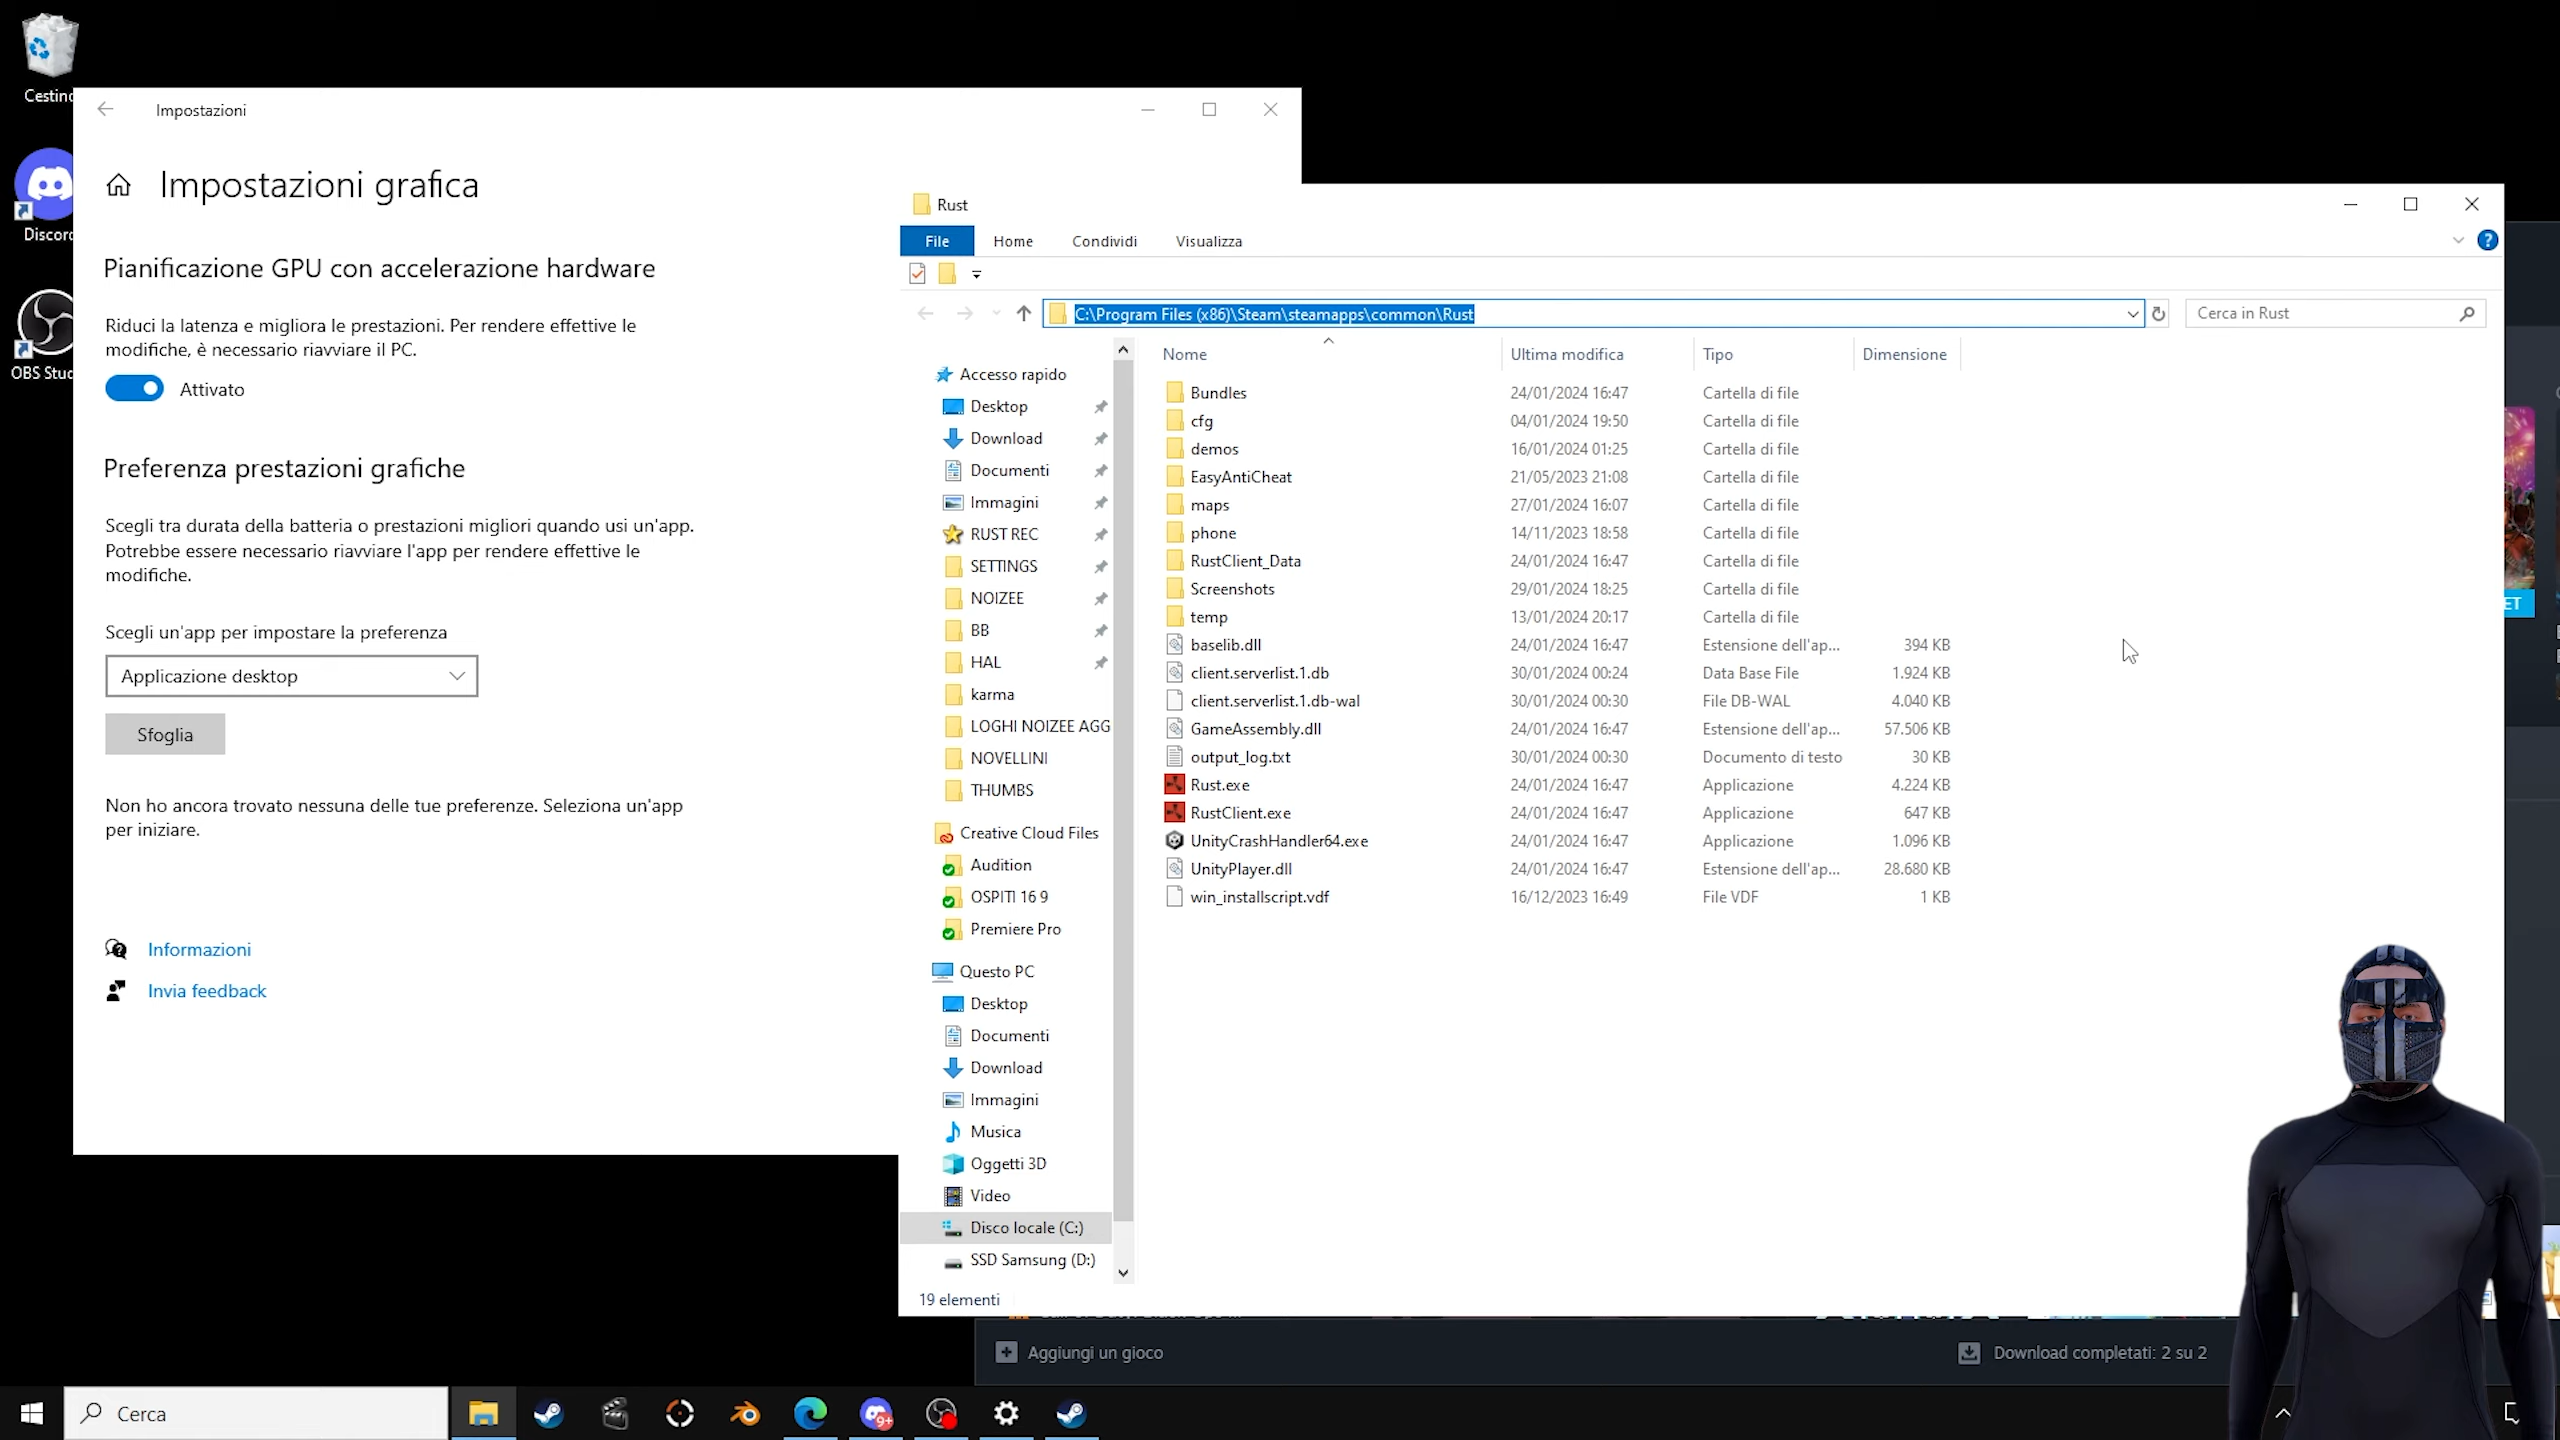 Cestino
Discord
OBS Stud
Impostazioni
Impostazioni grafica
Pianificazione GPU con accelerazione hardware
Riduci la latenza e migliora le prestazioni. Per rendere effettive le
modifiche, è necessario riavviare il PC.
Attivato
Preferenza prestazioni grafiche
Scegli tra durata della batteria o prestazioni migliori quando usi un'app.
Potrebbe essere necessario riavviare l'app per rendere effettive le
modifiche.
Scegli un'app per impostare la preferenza
Applicazione desktop
Sfoglia
Non ho ancora trovato nessuna delle tue preferenze. Seleziona un'app
per iniziare.
Informazioni
Invia feedback
Rust
File Home Condividi Visualizza
C:\Program Files (x86)\Steam\steamapps\common\Rust
Cerca in Rust
Accesso rapido
Desktop
Download
Documenti
Immagini
RUST REC
SETTINGS
NOIZEE
BB
HAL
karma
LOGHI NOIZEE AGG
NOVELLINI
THUMBS
Creative Cloud Files
Audition
OSPITI 16 9
Premiere Pro
Questo PC
Desktop
Documenti
Download
Immagini
Musica
Oggetti 3D
Video
Disco locale (C:)
SSD Samsung (D:)
Nome Ultima modifica Tipo Dimensione
Bundles 24/01/2024 16:47 Cartella di file
cfg 04/01/2024 19:50 Cartella di file
demos 16/01/2024 01:25 Cartella di file
EasyAntiCheat 21/05/2023 21:08 Cartella di file
maps 27/01/2024 16:07 Cartella di file
phone 14/11/2023 18:58 Cartella di file
RustClient_Data 24/01/2024 16:47 Cartella di file
Screenshots 29/01/2024 18:25 Cartella di file
temp 13/01/2024 20:17 Cartella di file
baselib.dll 24/01/2024 16:47 Estensione dell'ap... 394 KB
client.serverlist.1.db 30/01/2024 00:24 Data Base File 1.924 KB
client.serverlist.1.db-wal 30/01/2024 00:30 File DB-WAL 4.040 KB
GameAssembly.dll 24/01/2024 16:47 Estensione dell'ap... 57.506 KB
output_log.txt 30/01/2024 00:30 Documento di testo 30 KB
Rust.exe 24/01/2024 16:47 Applicazione 4.224 KB
RustClient.exe 24/01/2024 16:47 Applicazione 647 KB
UnityCrashHandler64.exe 24/01/2024 16:47 Applicazione 1.096 KB
UnityPlayer.dll 24/01/2024 16:47 Estensione dell'ap... 28.680 KB
win_installscript.vdf 16/12/2023 16:49 File VDF 1 KB
19 elementi
ET
Aggiungi un gioco
Download completati: 2 su 2
Cerca
9+